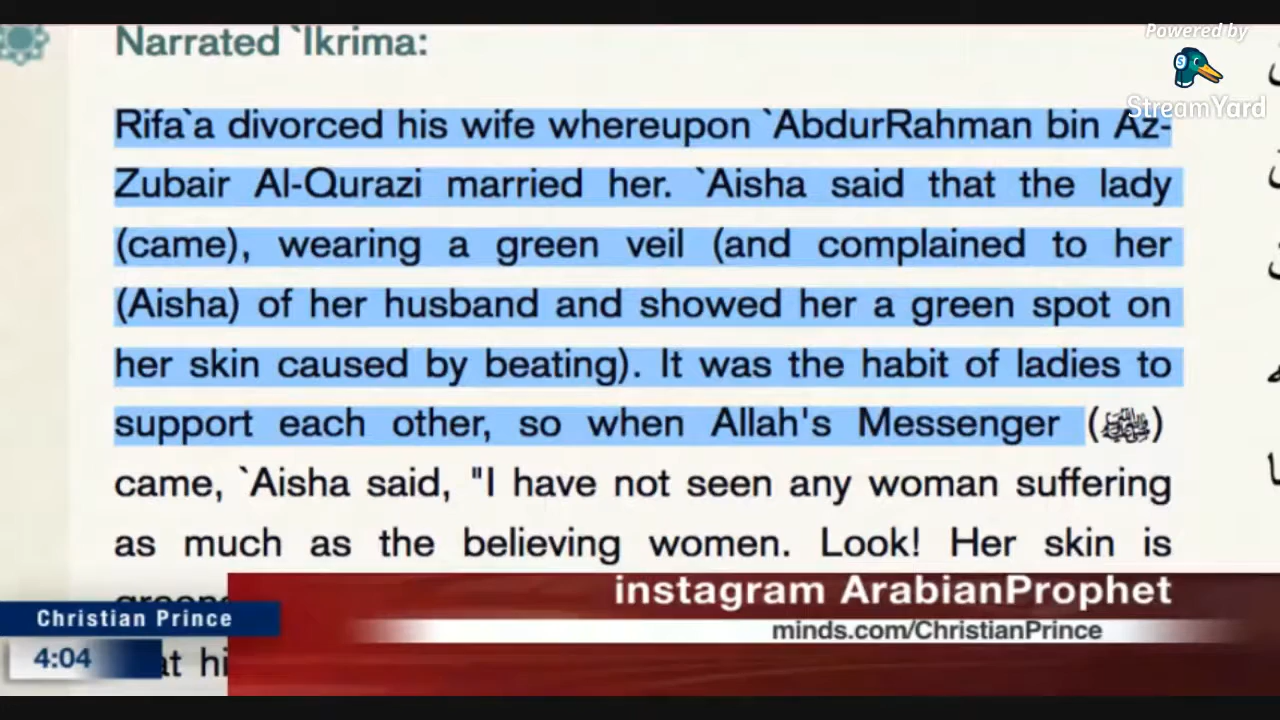 Powered by
StreamYard
Narrated `Ikrima:
Rifa`a divorced his wife whereupon `AbdurRahman bin Az-
Zubair Al-Qurazi married her. `Aisha said that the lady
(came), wearing a green veil (and complained to her
(Aisha) of her husband and showed her a green spot on
her skin caused by beating). It was the habit of ladies to
support each other, so when Allah's Messenger (ﷺ)
came, `Aisha said, "I have not seen any woman suffering
as much as the believing women. Look! Her skin is
instagram ArabianProphet
Christian Prince
minds.com/ChristianPrince
4:04